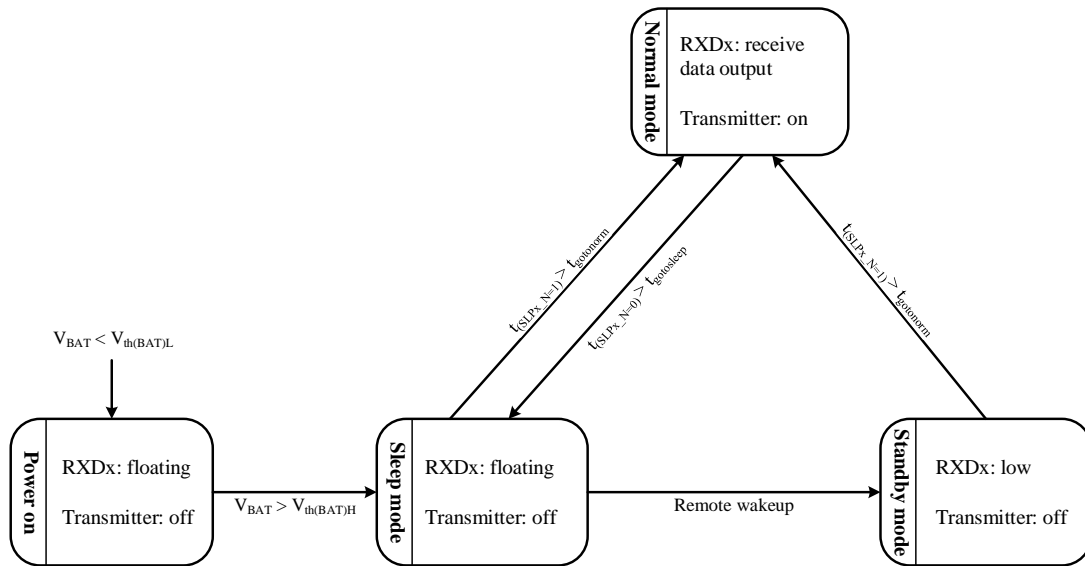 Normal mode
RXDx: receive
data output
Transmitter: on
t(SLPx_N=1) > tgotonorm
t(SLPx_N=0) > tgotosleep
t(SLPx_N=1) > tgotonorm
VBAT < Vth(BAT)L
Power on
RXDx: floating
Transmitter: off
VBAT > Vth(BAT)H
Sleep mode
RXDx: floating
Transmitter: off
Remote wakeup
Standby mode
RXDx: low
Transmitter: off